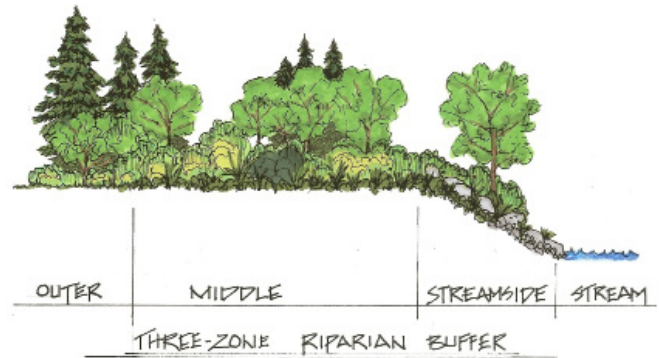 OUTER MIDDLE STREAMSIDE STREAM
THREE-ZONE RIPARIAN BUFFER